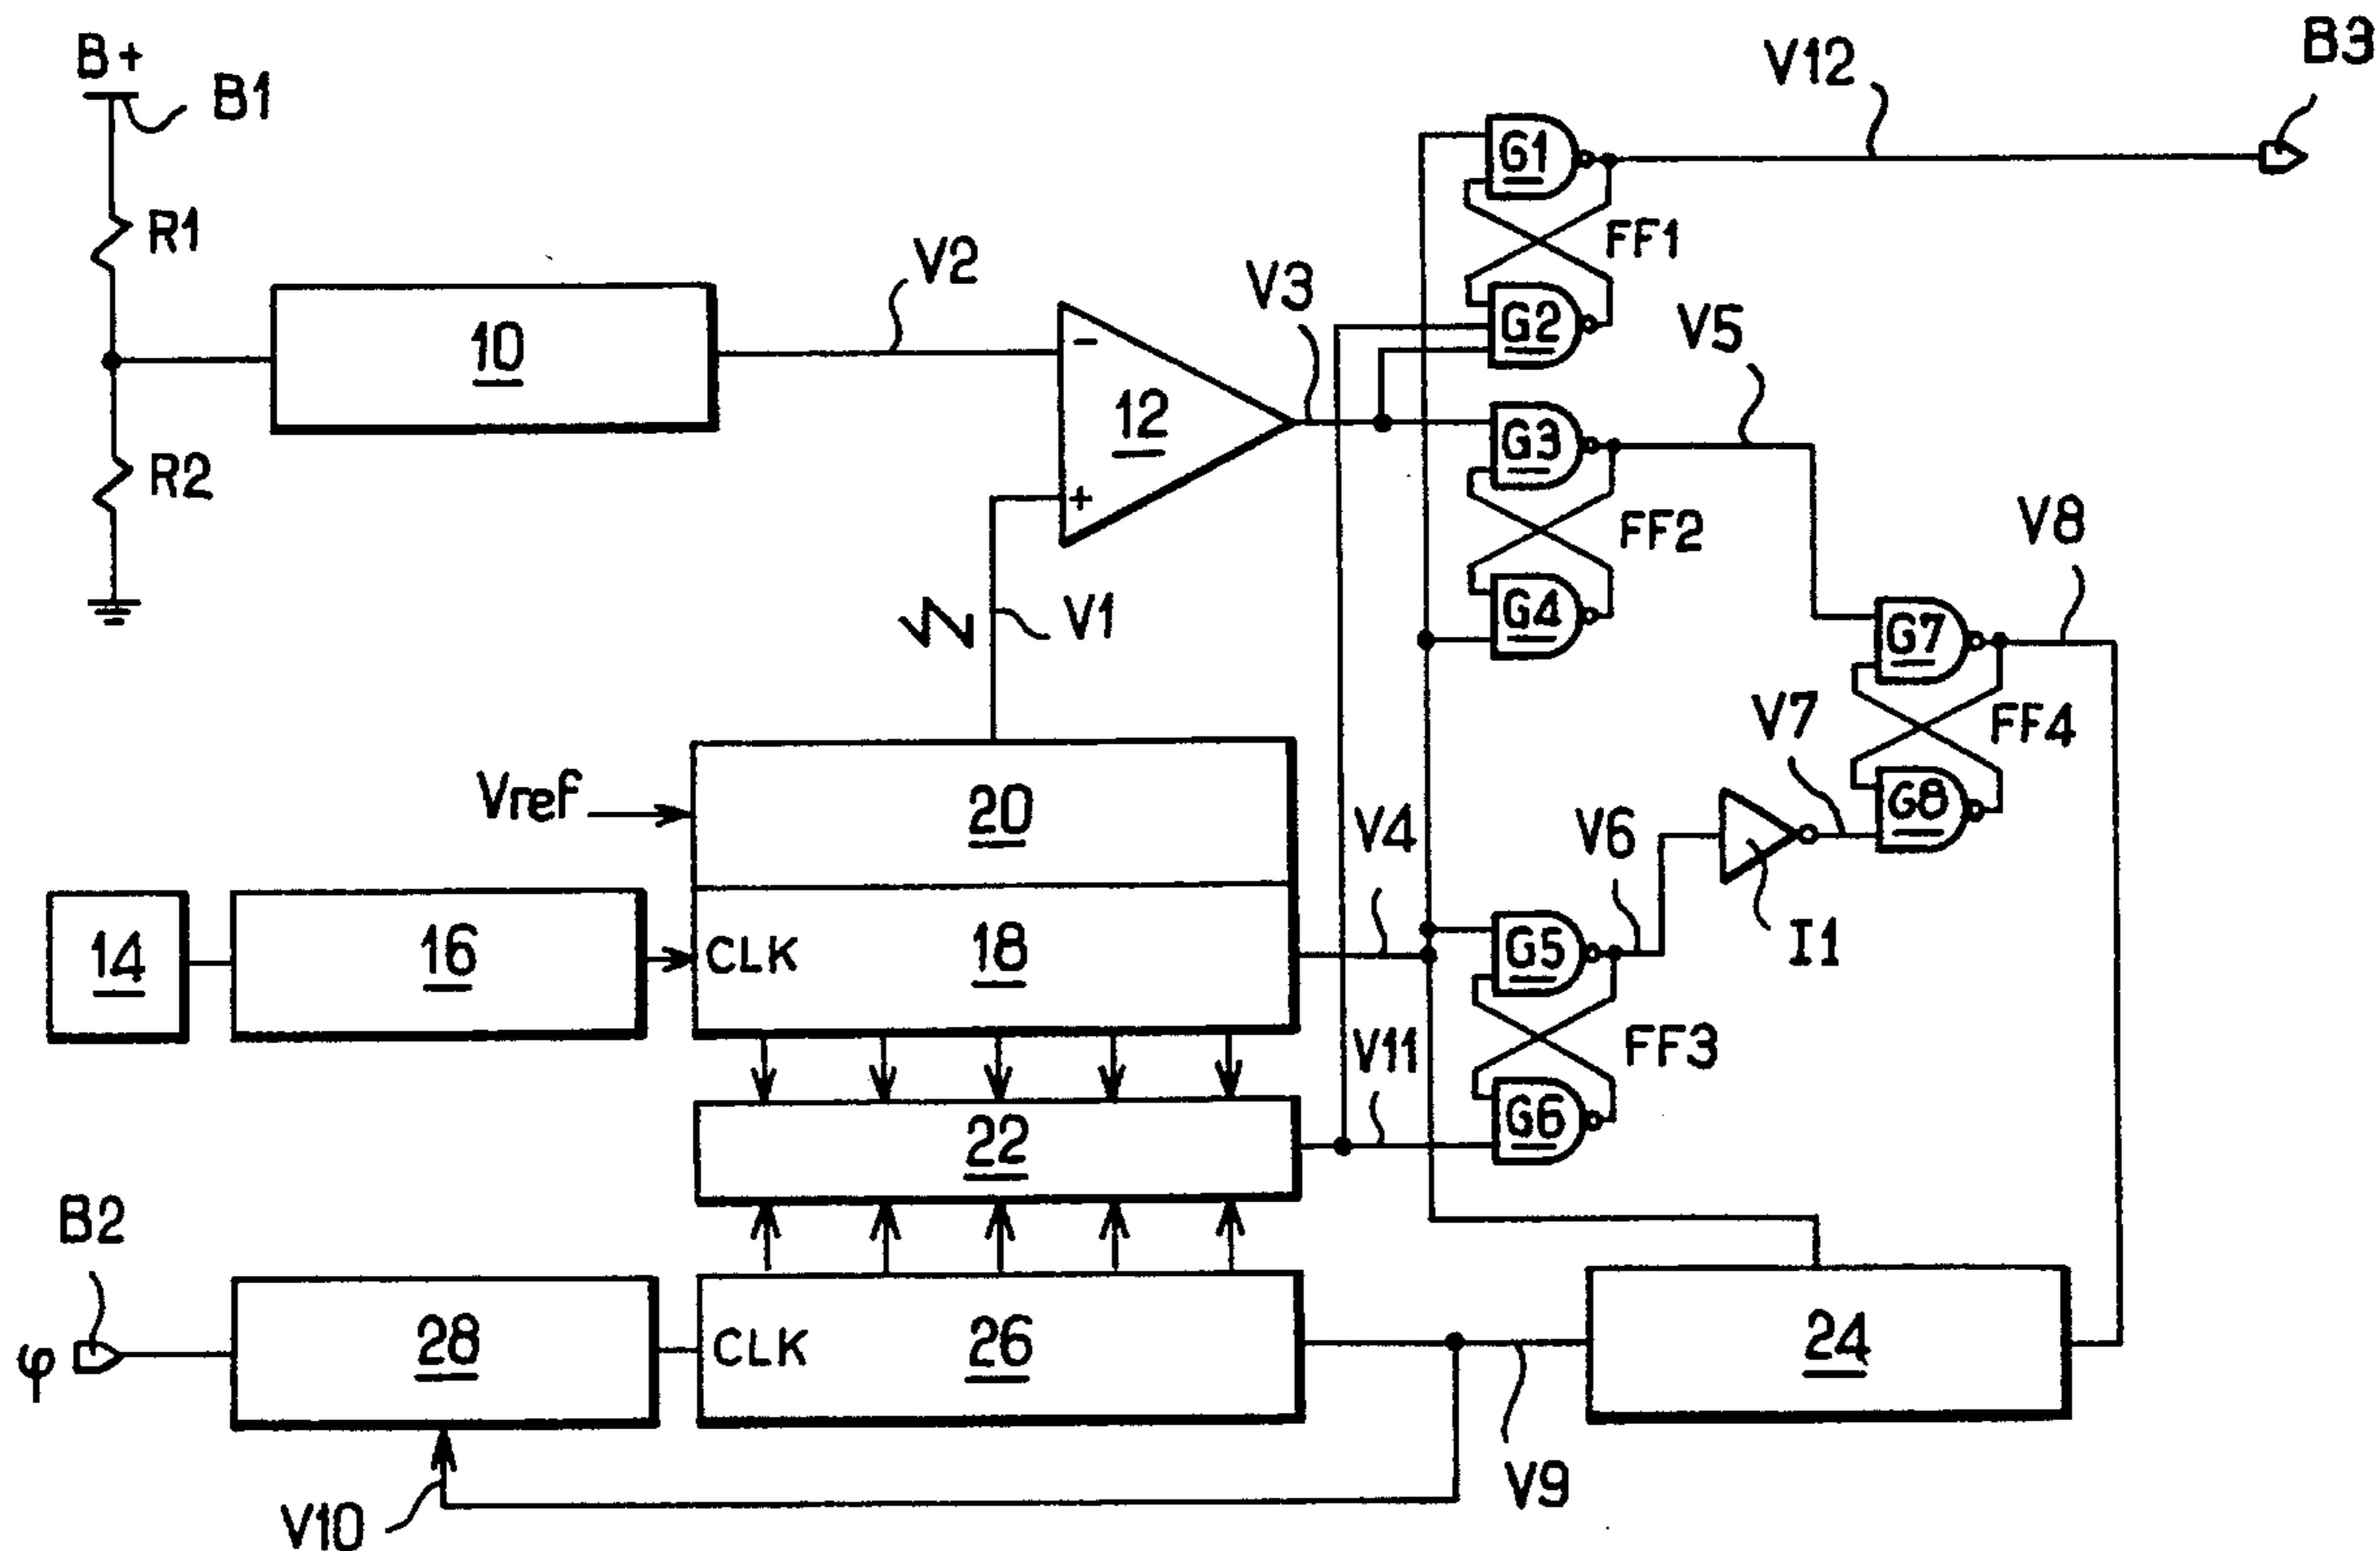 B+
B1
B3
V12
G1
R1
FF1
V2
V3
G2
V5
10
12
-
+
G3
R2
FF2
V8
G4
V1
G7
V7
FF4
Vref
20
V4
V6
G8
14
16
CLK
18
G5
I1
V11
FF3
22
G6
B2
φ
28
CLK
26
24
V10
V9